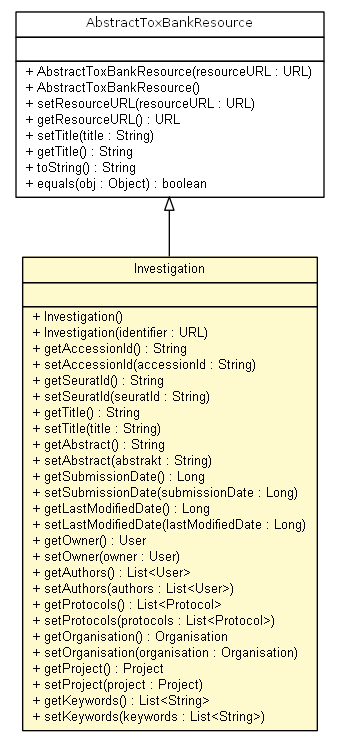 AbstractToxBankResource
+ AbstractToxBankResource(resourceURL : URL)
+ AbstractToxBankResource()
+ setResourceURL(resourceURL : URL)
+ getResourceURL() : URL
+ setTitle(title : String)
+ getTitle() : String
+ toString() : String
+ equals(obj : Object) : boolean
Investigation
+ Investigation()
+ Investigation(identifier : URL)
+ getAccessionId() : String
+ setAccessionId(accessionId : String)
+ getSeuratId() : String
+ setSeuratId(seuratId : String)
+ getTitle() : String
+ setTitle(title : String)
+ getAbstract() : String
+ setAbstract(abstrakt : String)
+ getSubmissionDate() : Long
+ setSubmissionDate(submissionDate : Long)
+ getLastModifiedDate() : Long
+ setLastModifiedDate(lastModifiedDate : Long)
+ getOwner() : User
+ setOwner(owner : User)
+ getAuthors() : List<User>
+ setAuthors(authors : List<User>)
+ getProtocols() : List<Protocol>
+ setProtocols(protocols : List<Protocol>)
+ getOrganisation() : Organisation
+ setOrganisation(organisation : Organisation)
+ getProject() : Project
+ setProject(project : Project)
+ getKeywords() : List<String>
+ setKeywords(keywords : List<String>)